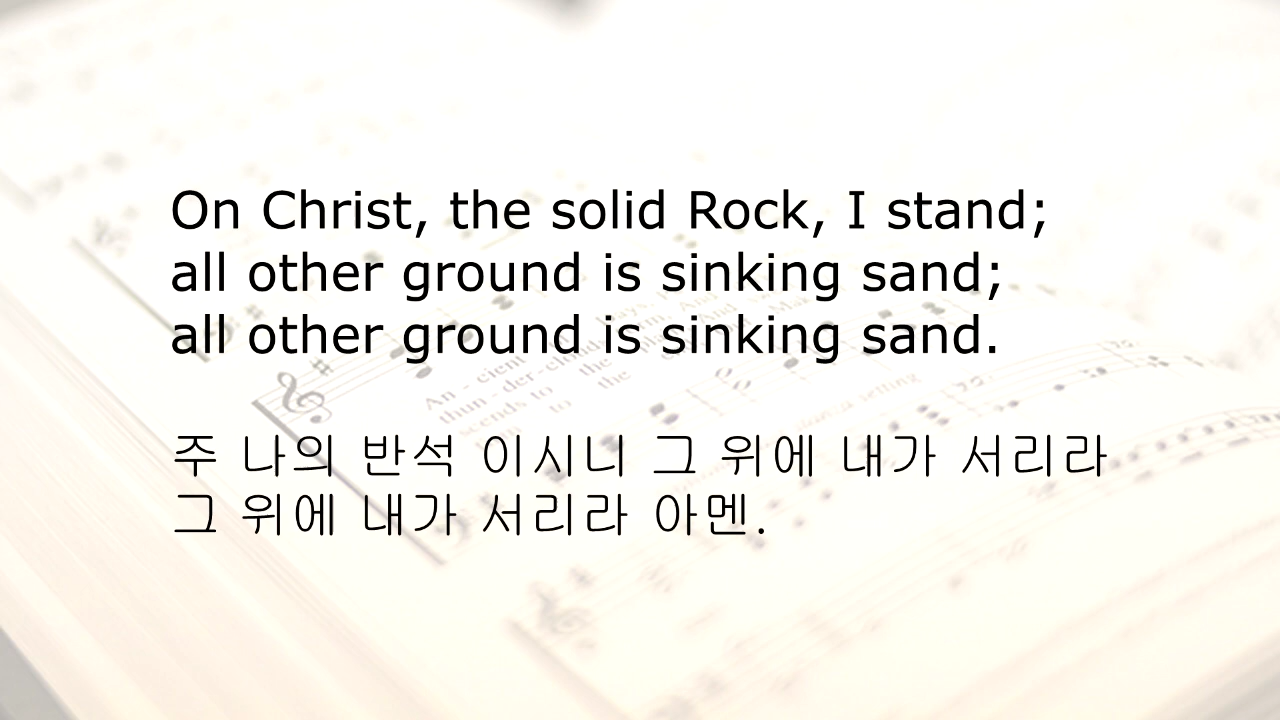 On Christ, the solid Rock, I stand;
all other ground is sinking sand;
all other ground is sinking sand.
주 나의 반석 이시니 그 위에 내가 서리라
그 위에 내가 서리라 아멘.